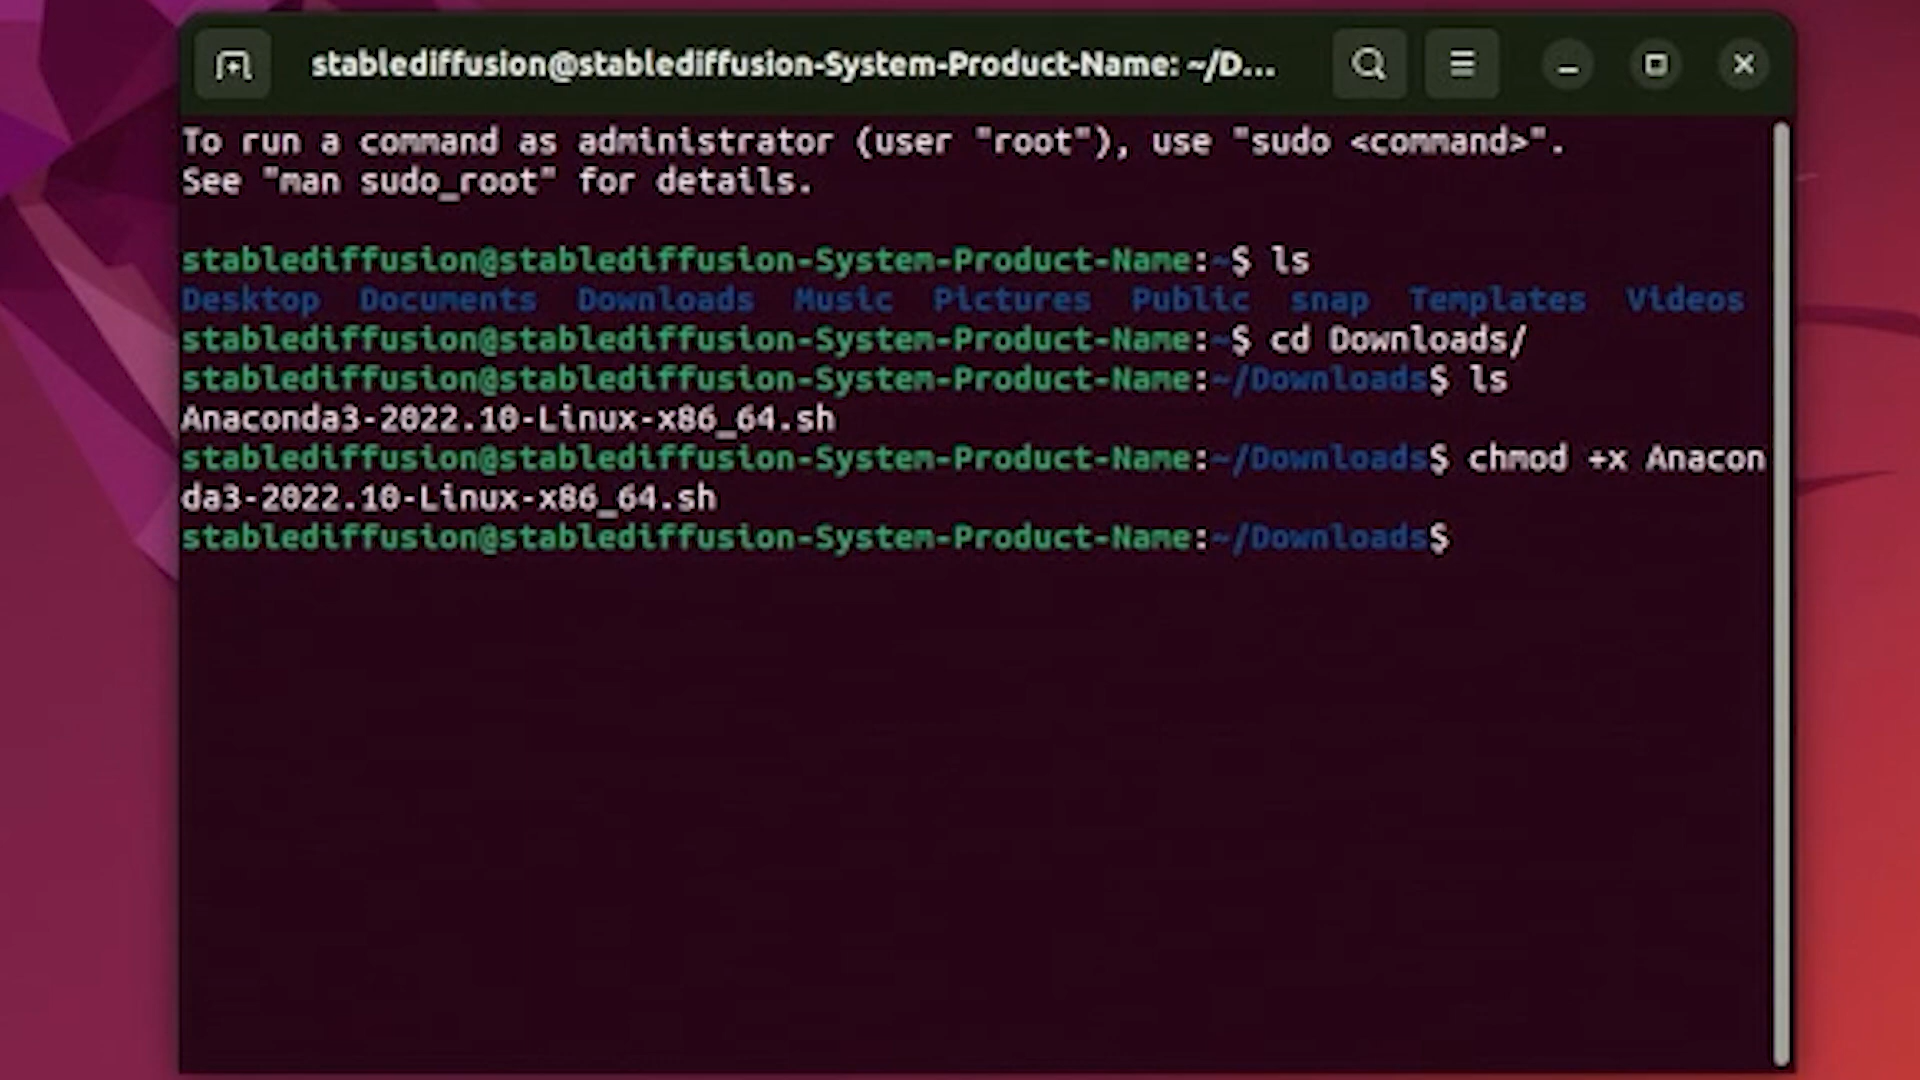 stablediffusion@stablediffusion-System-Product-Name: ~/D...
To run a command as administrator (user "root"), use "sudo <command>".
See "man sudo_root" for details.
stablediffusion@stablediffusion-System-Product-Name:~$ ls
Desktop  Documents  Downloads  Music  Pictures  Public  snap  Templates  Videos
stablediffusion@stablediffusion-System-Product-Name:~$ cd Downloads/
stablediffusion@stablediffusion-System-Product-Name:~/Downloads$ ls
Anaconda3-2022.10-Linux-x86_64.sh
stablediffusion@stablediffusion-System-Product-Name:~/Downloads$ chmod +x Anacon
da3-2022.10-Linux-x86_64.sh
stablediffusion@stablediffusion-System-Product-Name:~/Downloads$